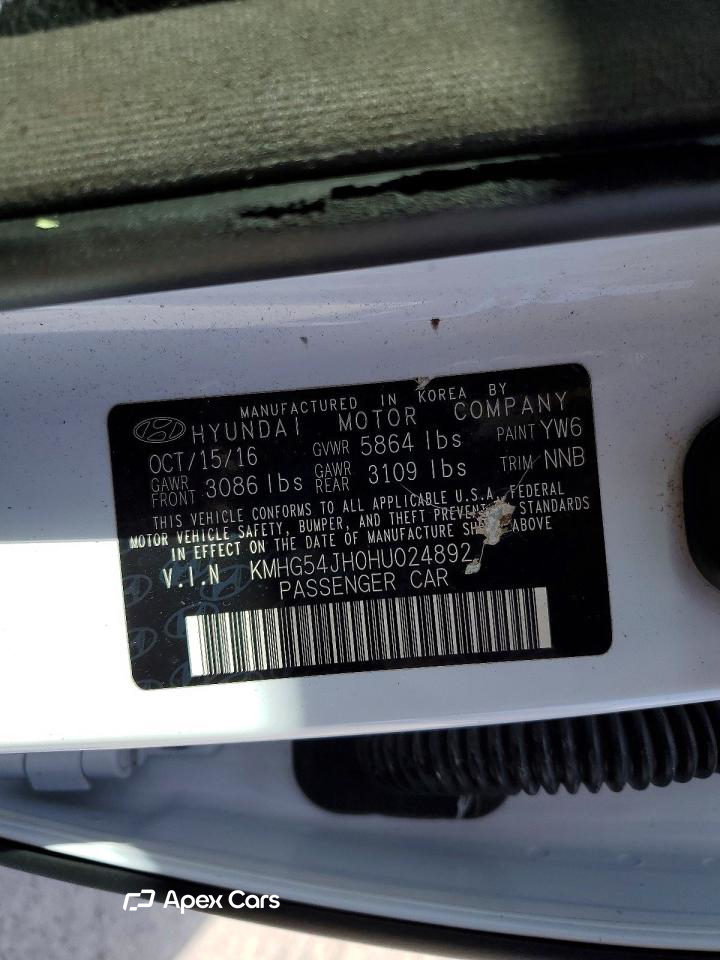 MANUFACTURED IN KOREA BY
HYUNDAI MOTOR COMPANY
OCT/15/16 GVWR 5864 lbs PAINT YW6
GAWR FRONT 3086 lbs GAWR REAR 3109 lbs TRIM NNB
THIS VEHICLE CONFORMS TO ALL APPLICABLE U.S.A. FEDERAL
MOTOR VEHICLE SAFETY, BUMPER, AND THEFT STANDARDS
IN EFFECT ON THE DATE OF MANUFACTURE ABOVE
V.I.N KMHG54JH0HU024892
PASSENGER CAR
Apex Cars